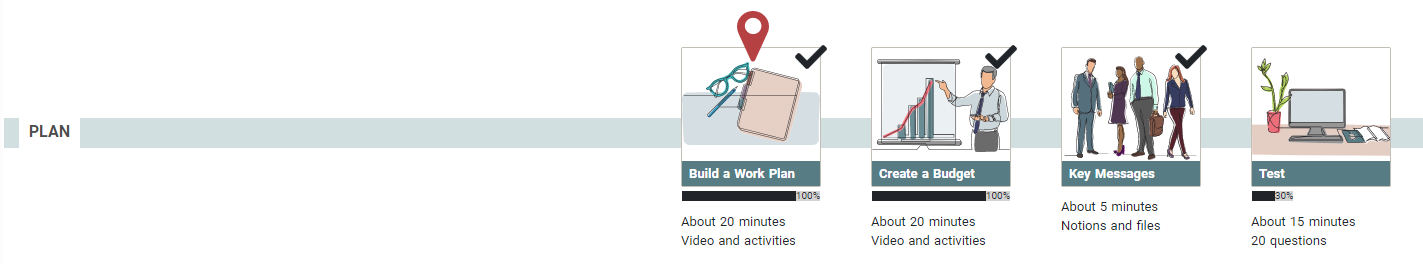 PLAN
Build a Work Plan
100%
About 20 minutes
Video and activities
Create a Budget
100%
About 20 minutes
Video and activities
Key Messages
About 5 minutes
Notions and files
Test
30%
About 15 minutes
20 questions